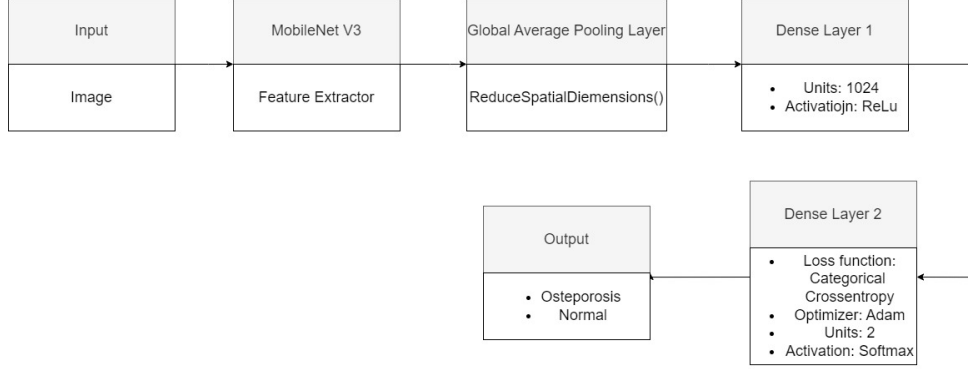 Input
Image
MobileNet V3
Feature Extractor
Global Average Pooling Layer
ReduceSpatialDiemensions()
Dense Layer 1
• Units: 1024
• Activatiojn: ReLu
Dense Layer 2
• Loss function:
Categorical
Crossentropy
• Optimizer: Adam
• Units: 2
• Activation: Softmax
Output
• Osteporosis
• Normal